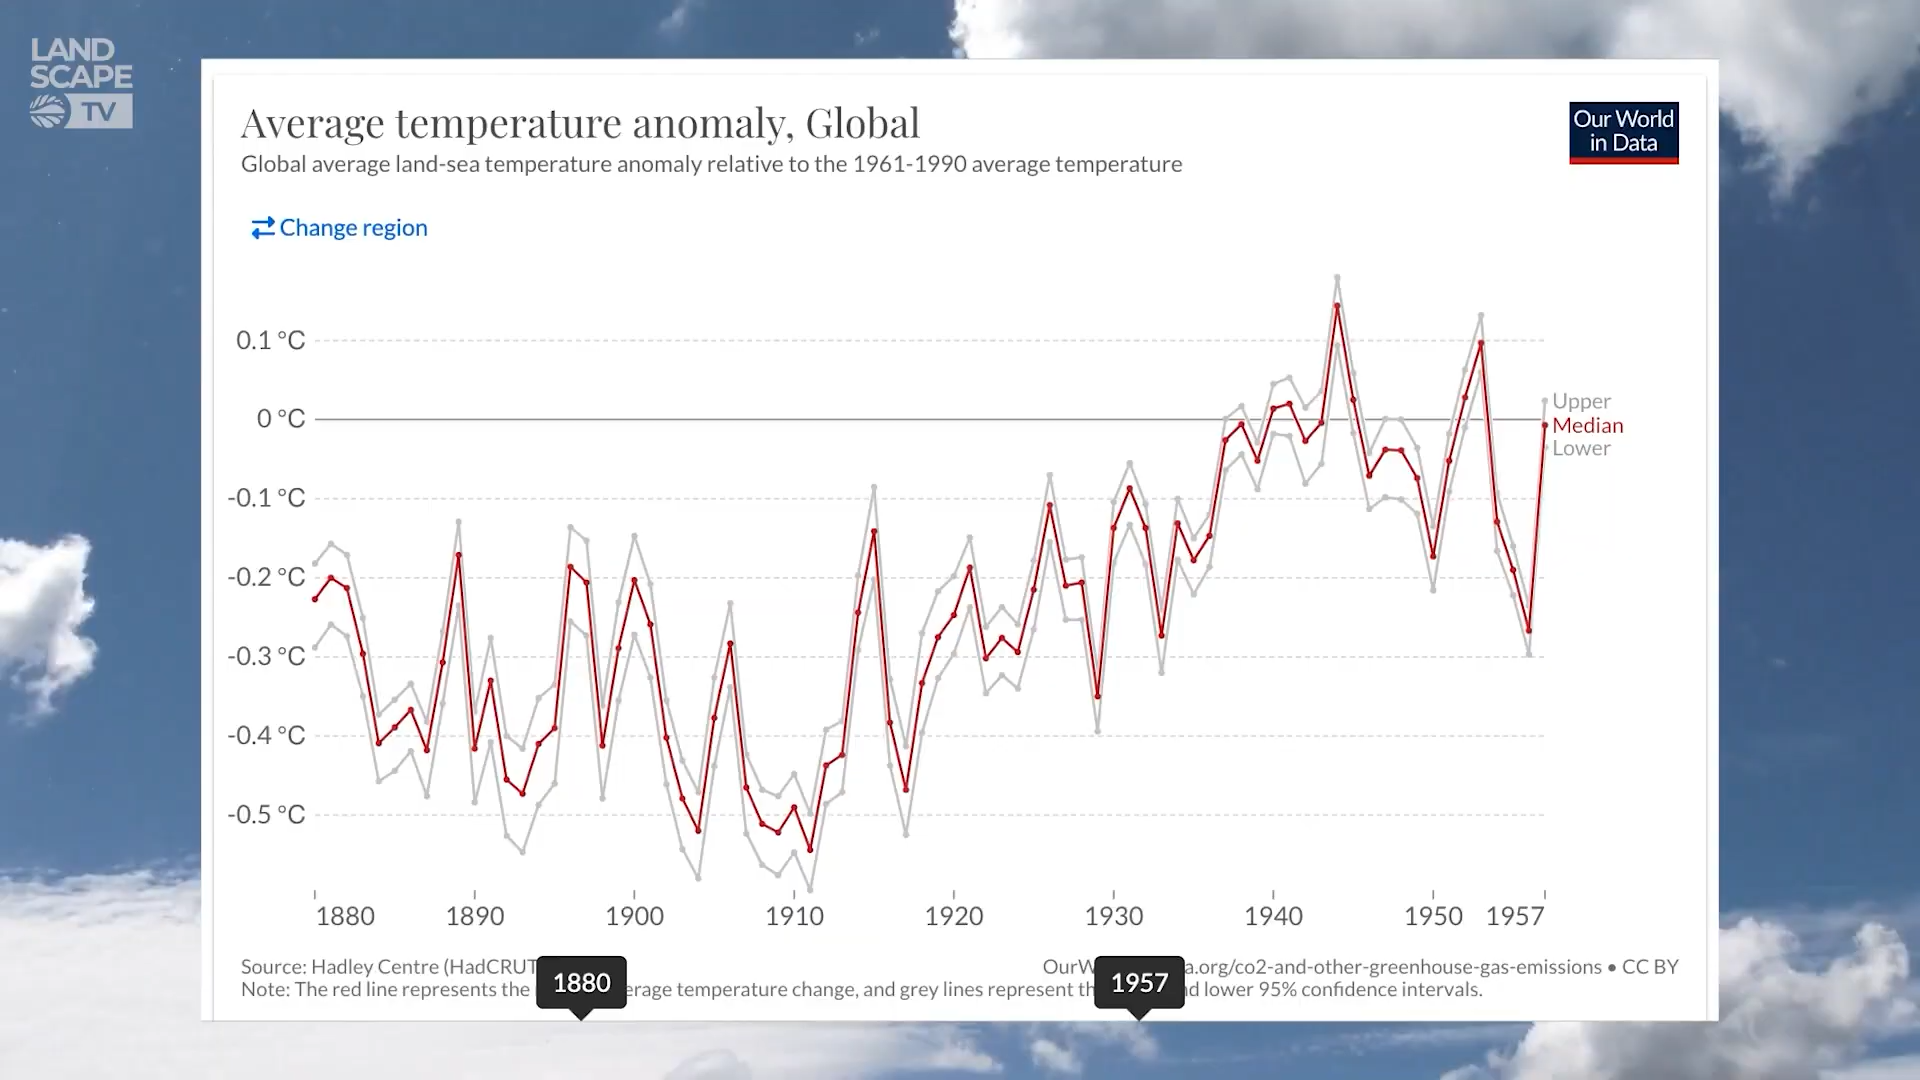 LAND
SCAPE
TV
Average temperature anomaly, Global
Global average land-sea temperature anomaly relative to the 1961-1990 average temperature
Our World
in Data
Change region
0.1 °C
0 °C
-0.1 °C
-0.2 °C
-0.3 °C
-0.4 °C
-0.5 °C
Upper
Median
Lower
1880 1890 1900 1910 1920 1930 1940 1950 1957
Source: Hadley Centre (HadCRUT OurW a.org/co2-and-other-greenhouse-gas-emissions • CC BY
1880 1957
Note: The red line represents the erage temperature change, and grey lines represent th d lower 95% confidence intervals.